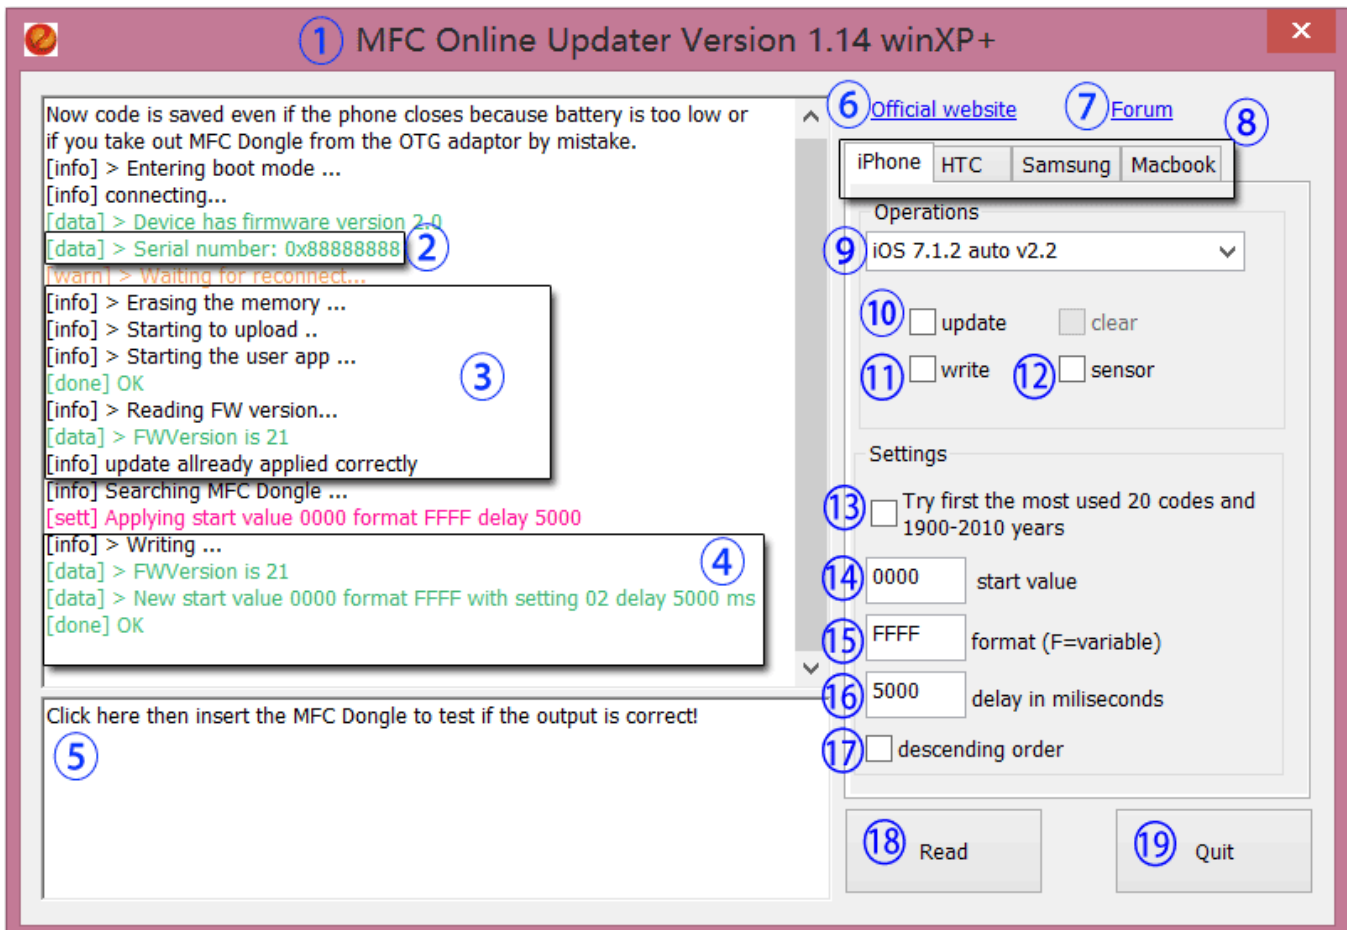 ① MFC Online Updater Version 1.14 winXP+
Now code is saved even if the phone closes because battery is too low or
if you take out MFC Dongle from the OTG adaptor by mistake.
[info] > Entering boot mode ...
[info] connecting...
[data] > Device has firmware version 2.0
[data] > Serial number: 0x88888888 ②
[warn] > Waiting for reconnect...
[info] > Erasing the memory ...
[info] > Starting to upload ..
[info] > Starting the user app ...
③
[done] OK
[info] > Reading FW version...
[data] > FWVersion is 21
[info] update allready applied correctly
[info] Searching MFC Dongle ...
[sett] Applying start value 0000 format FFFF delay 5000
[info] > Writing ...
④
[data] > FWVersion is 21
[data] > New start value 0000 format FFFF with setting 02 delay 5000 ms
[done] OK
Click here then insert the MFC Dongle to test if the output is correct!
⑤
⑥ Official website ⑦ Forum
⑧
iPhone HTC Samsung Macbook
Operations
⑨ iOS 7.1.2 auto v2.2
⑩ update clear
⑪ write ⑫ sensor
Settings
⑬ Try first the most used 20 codes and
1900-2010 years
⑭ 0000 start value
⑮ FFFF format (F=variable)
⑯ 5000 delay in miliseconds
⑰ descending order
⑱ Read ⑲ Quit